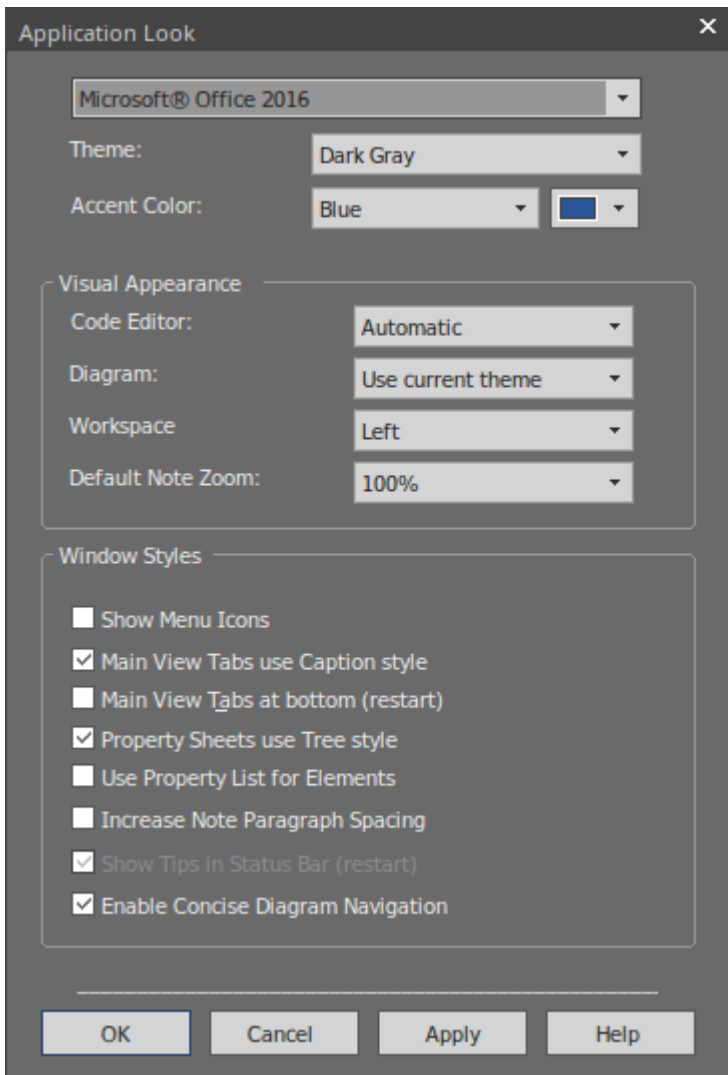 Application Look
Microsoft® Office 2016
Theme: Dark Gray
Accent Color: Blue
Visual Appearance
Code Editor: Automatic
Diagram: Use current theme
Workspace Left
Default Note Zoom: 100%
Window Styles
Show Menu Icons
Main View Tabs use Caption style
Main View Tabs at bottom (restart)
Property Sheets use Tree style
Use Property List for Elements
Increase Note Paragraph Spacing
Show Tips in Status Bar (restart)
Enable Concise Diagram Navigation
OK Cancel Apply Help